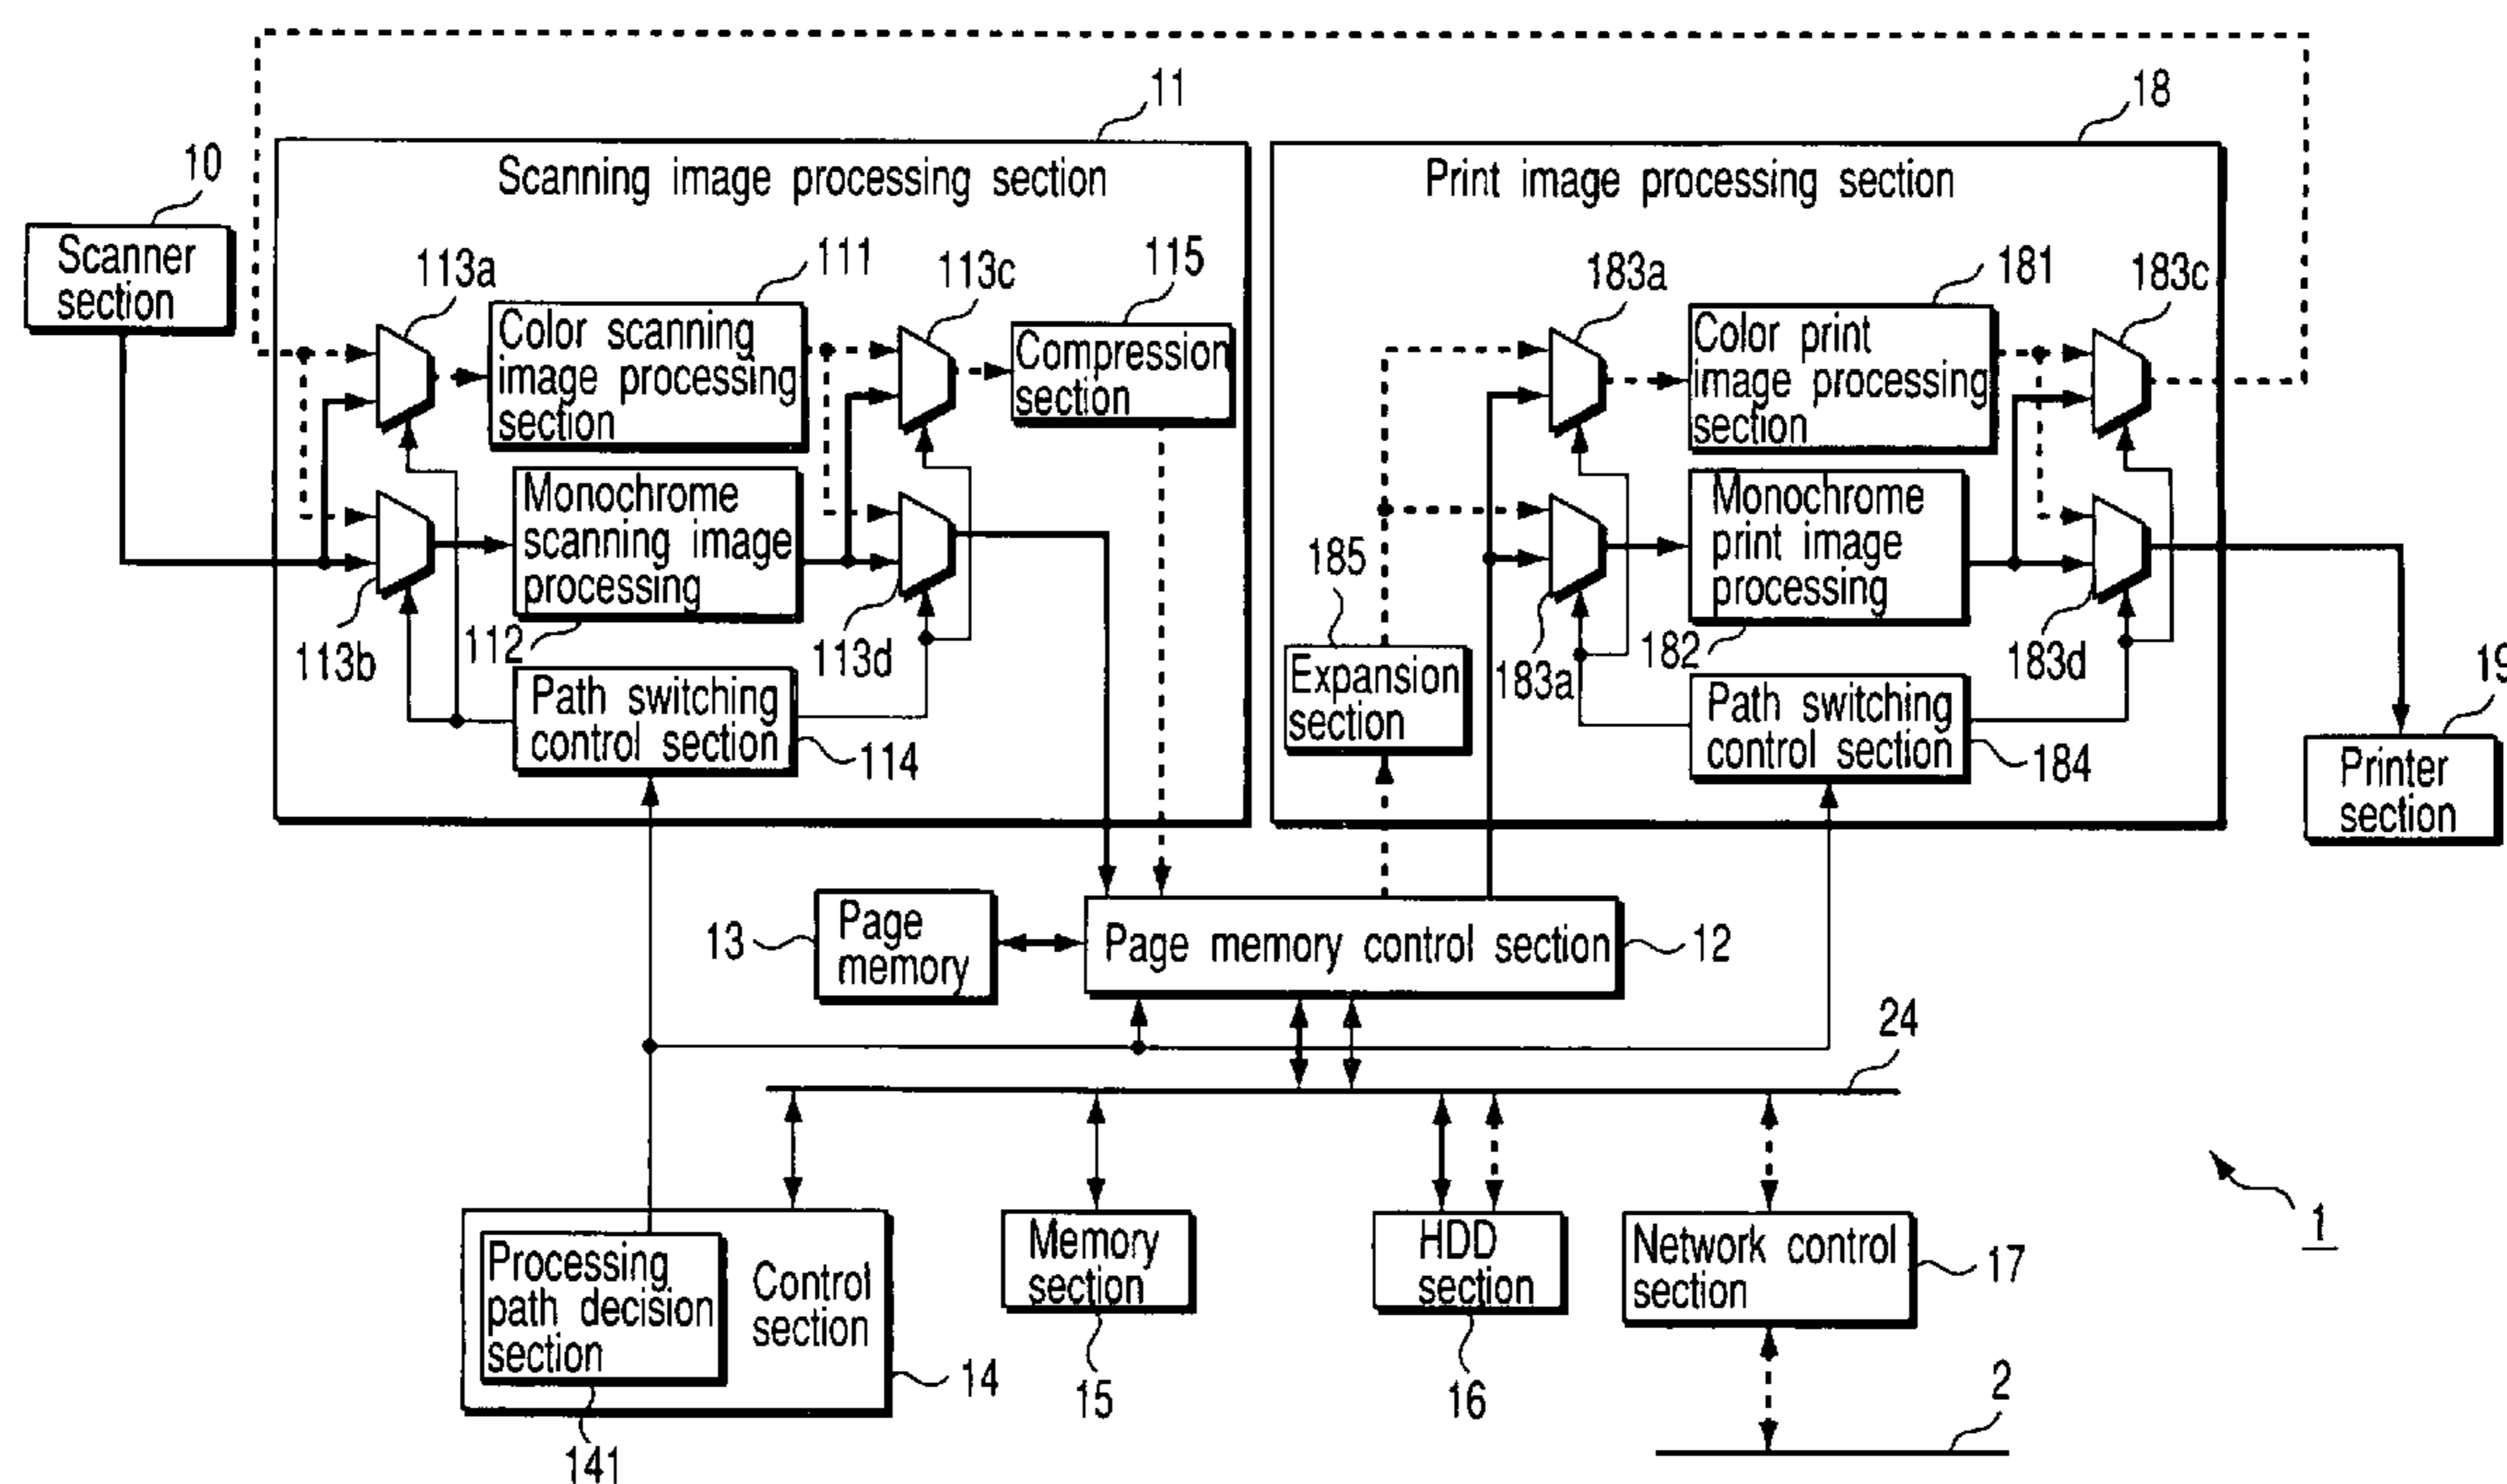 11
18
10
Scanning image processing section
Print image processing section
Scanner
section
113a
111
113c
115
183a
181
183c
Color scanning
image processing
section
Compression
section
Color print
image processing
section
Monochrome
scanning image
processing
Monochrome
print image
processing
185
113b
112
113d
Expansion
section
183a
182
183d
19
Path switching
control section
114
Path switching
control section
184
Printer
section
13
Page
memory
Page memory control section
12
24
Processing
path decision
section
Control
section
Memory
section
HDD
section
Network control
section
17
1
14
15
16
2
141